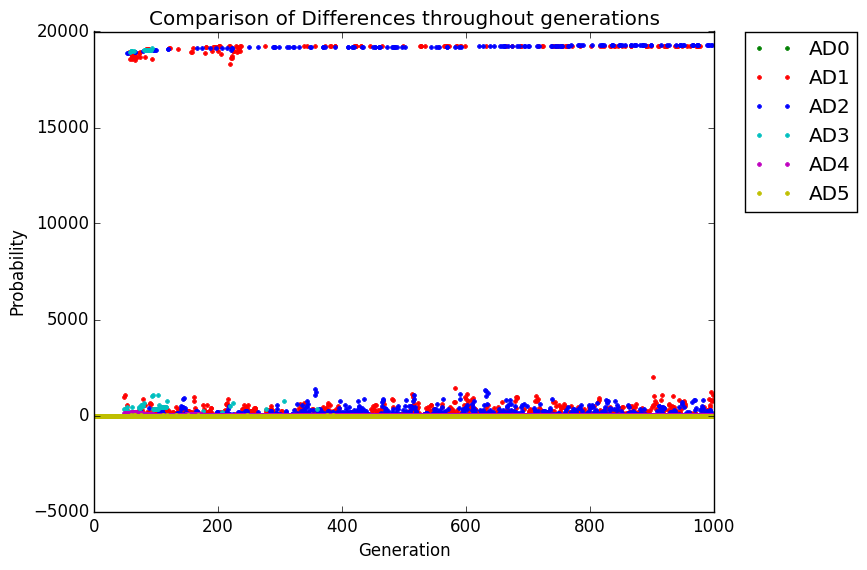 Comparison of Differences throughout generations
20000
15000
10000
5000
0
−5000
Probability
0 200 400 600 800 1000
Generation
AD0
AD1
AD2
AD3
AD4
AD5